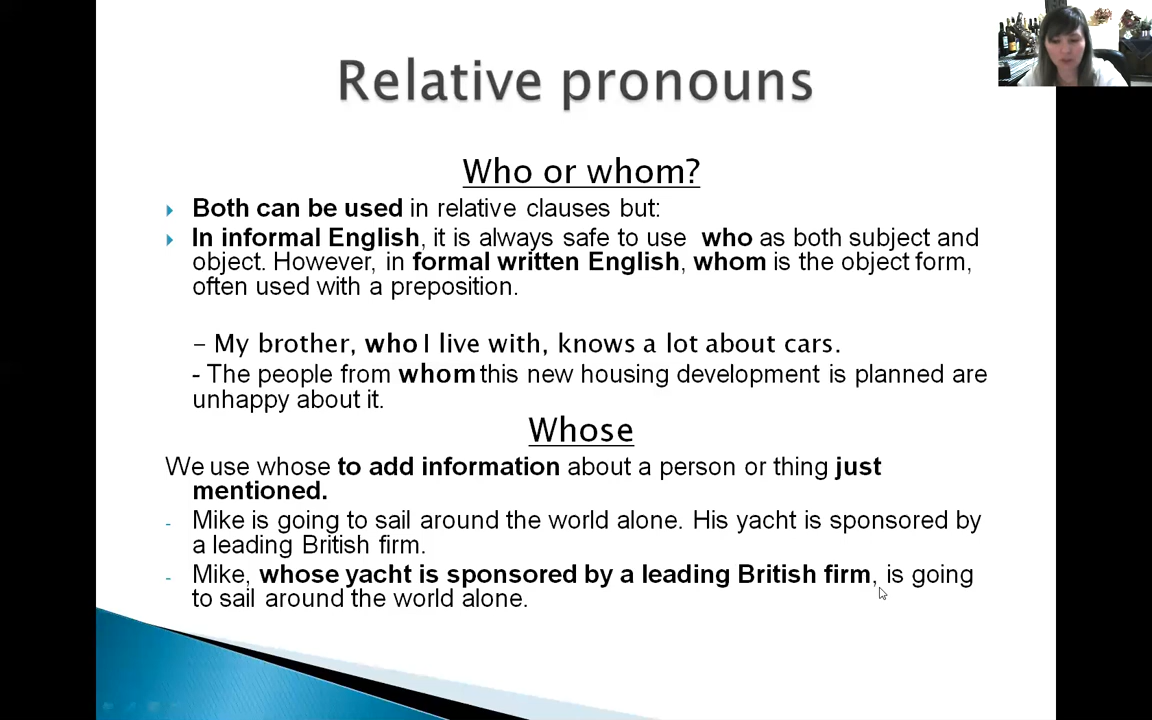 Relative pronouns
Who or whom?
Both can be used in relative clauses but:
In informal English, it is always safe to use who as both subject and
object. However, in formal written English, whom is the object form,
often used with a preposition.
– My brother, who I live with, knows a lot about cars.
- The people from whom this new housing development is planned are
unhappy about it.
Whose
We use whose to add information about a person or thing just
mentioned.
- Mike is going to sail around the world alone. His yacht is sponsored by
a leading British firm.
- Mike, whose yacht is sponsored by a leading British firm, is going
to sail around the world alone.